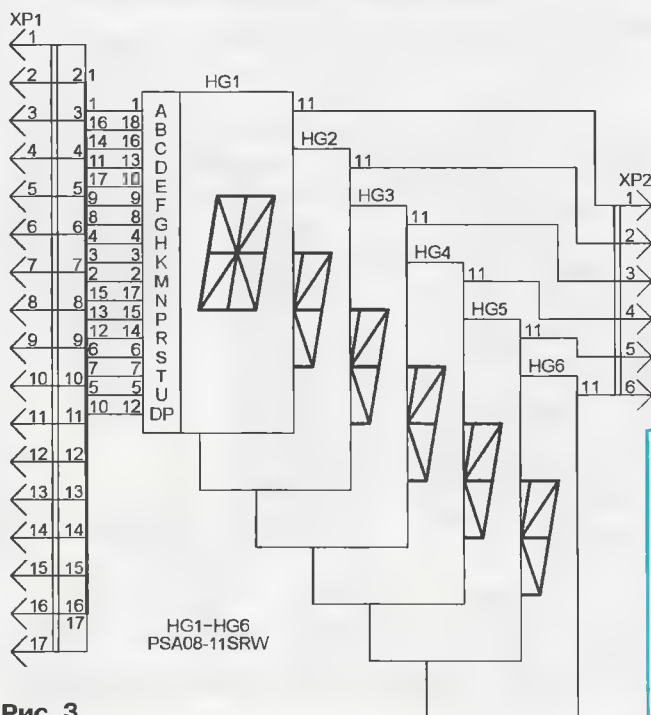 XP1
1
2 2 1
3 3
4 4
5 5
6 6
7 7
8 8
9 9
10 10
11 11
12 12
13 13
14 14
15 15
16 16
17 17
HG1
1 1 A
16 18 B
14 16 C
11 13 D
17 10 E
9 9 F
8 8 G
4 4 H
3 3 K
2 2 M
15 17 N
13 15 P
12 14 R
6 6 S
7 7 T
5 5 U
10 12 DP
11
HG2
11
HG3
11
HG4
11
HG5
11
HG6
11
XP2
1
2
3
4
5
6
HG1-HG6
PSA08-11SRW
Рис. 3